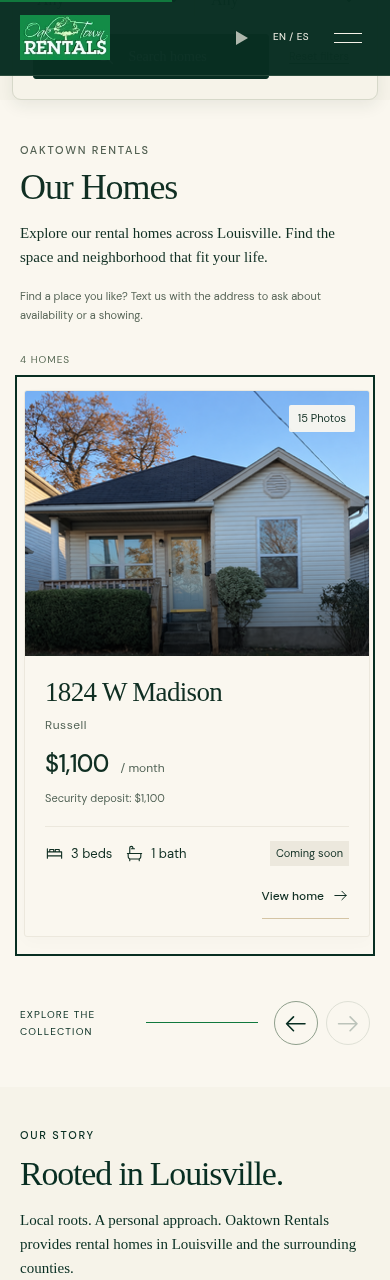 Oak Town
RENTALS
EN / ES
OAKTOWN RENTALS
Our Homes
Explore our rental homes across Louisville. Find the
space and neighborhood that fit your life.
Find a place you like? Text us with the address to ask about
availability or a showing.
4 HOMES
15 Photos
1824 W Madison
Russell
$1,100 / month
Security deposit: $1,100
3 beds 1 bath Coming soon
View home
EXPLORE THE
COLLECTION
OUR STORY
Rooted in Louisville.
Local roots. A personal approach. Oaktown Rentals
provides rental homes in Louisville and the surrounding
counties.